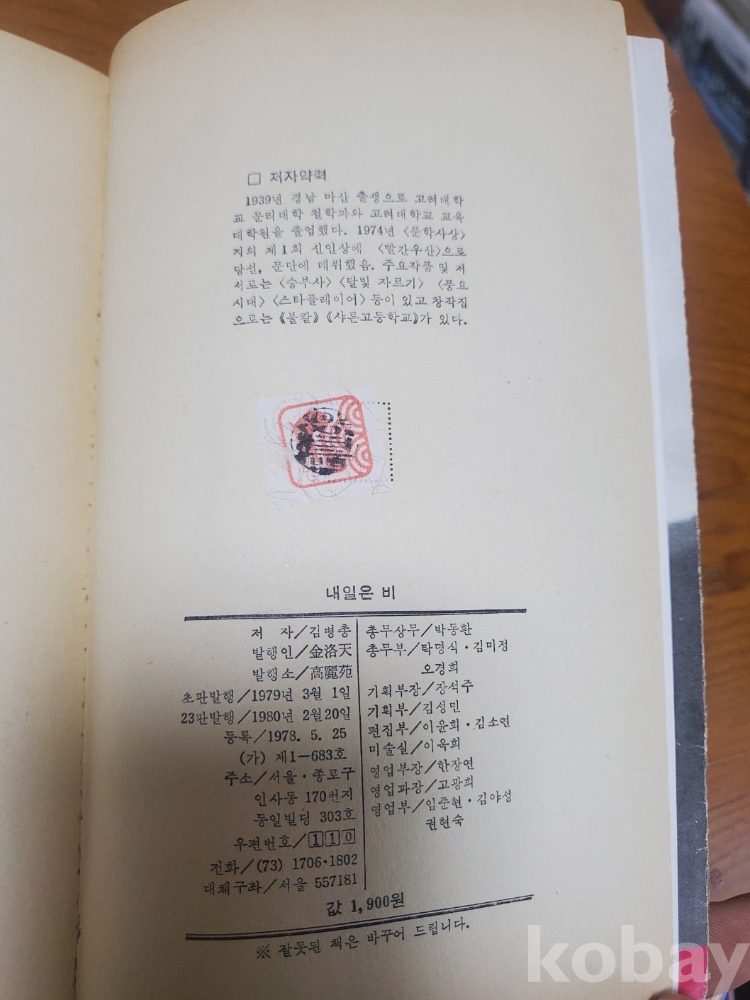 □ 저자약력
1939년 경남 마산 출생으로 고려대학
교 문리대학 철학과와 고려대학교 교육
대학원을 졸업했다. 1974년 〈문학사상〉
지의 제1회 신인상에 〈빨간우산〉으로
당선, 문단에 데뷔했음. 주요작품 및 저
서로는 〈승부사〉 〈달빛 자르기〉 〈풍요
시대〉 〈스타플레이어〉 등이 있고 창작집
으로는 《불칼》 《샤론고등학교》가 있다.
내일은 비
저 자/김병총
발행인/金洛天
발행소/高麗苑
초판발행/1979년 3월 1일
23판발행/1980년 2월20일
등록/1978. 5. 25
(가) 제1—683호
주소/서울·종로구
인사동 170번지
동일빌딩 303호
우편번호/110
전화/(73) 1706·1802
대체구좌/서울 557181
총무상무/박동환
총무부/탁명식·김미정
오경희
기획부장/장석주
기획부/김성민
편집부/이윤희·김소연
미술실/이옥희
영업부장/한장연
영업과장/고광희
영업부/임춘현·김야성
권현숙
값 1,900원
※ 잘못된 책은 바꾸어 드립니다.
kobay